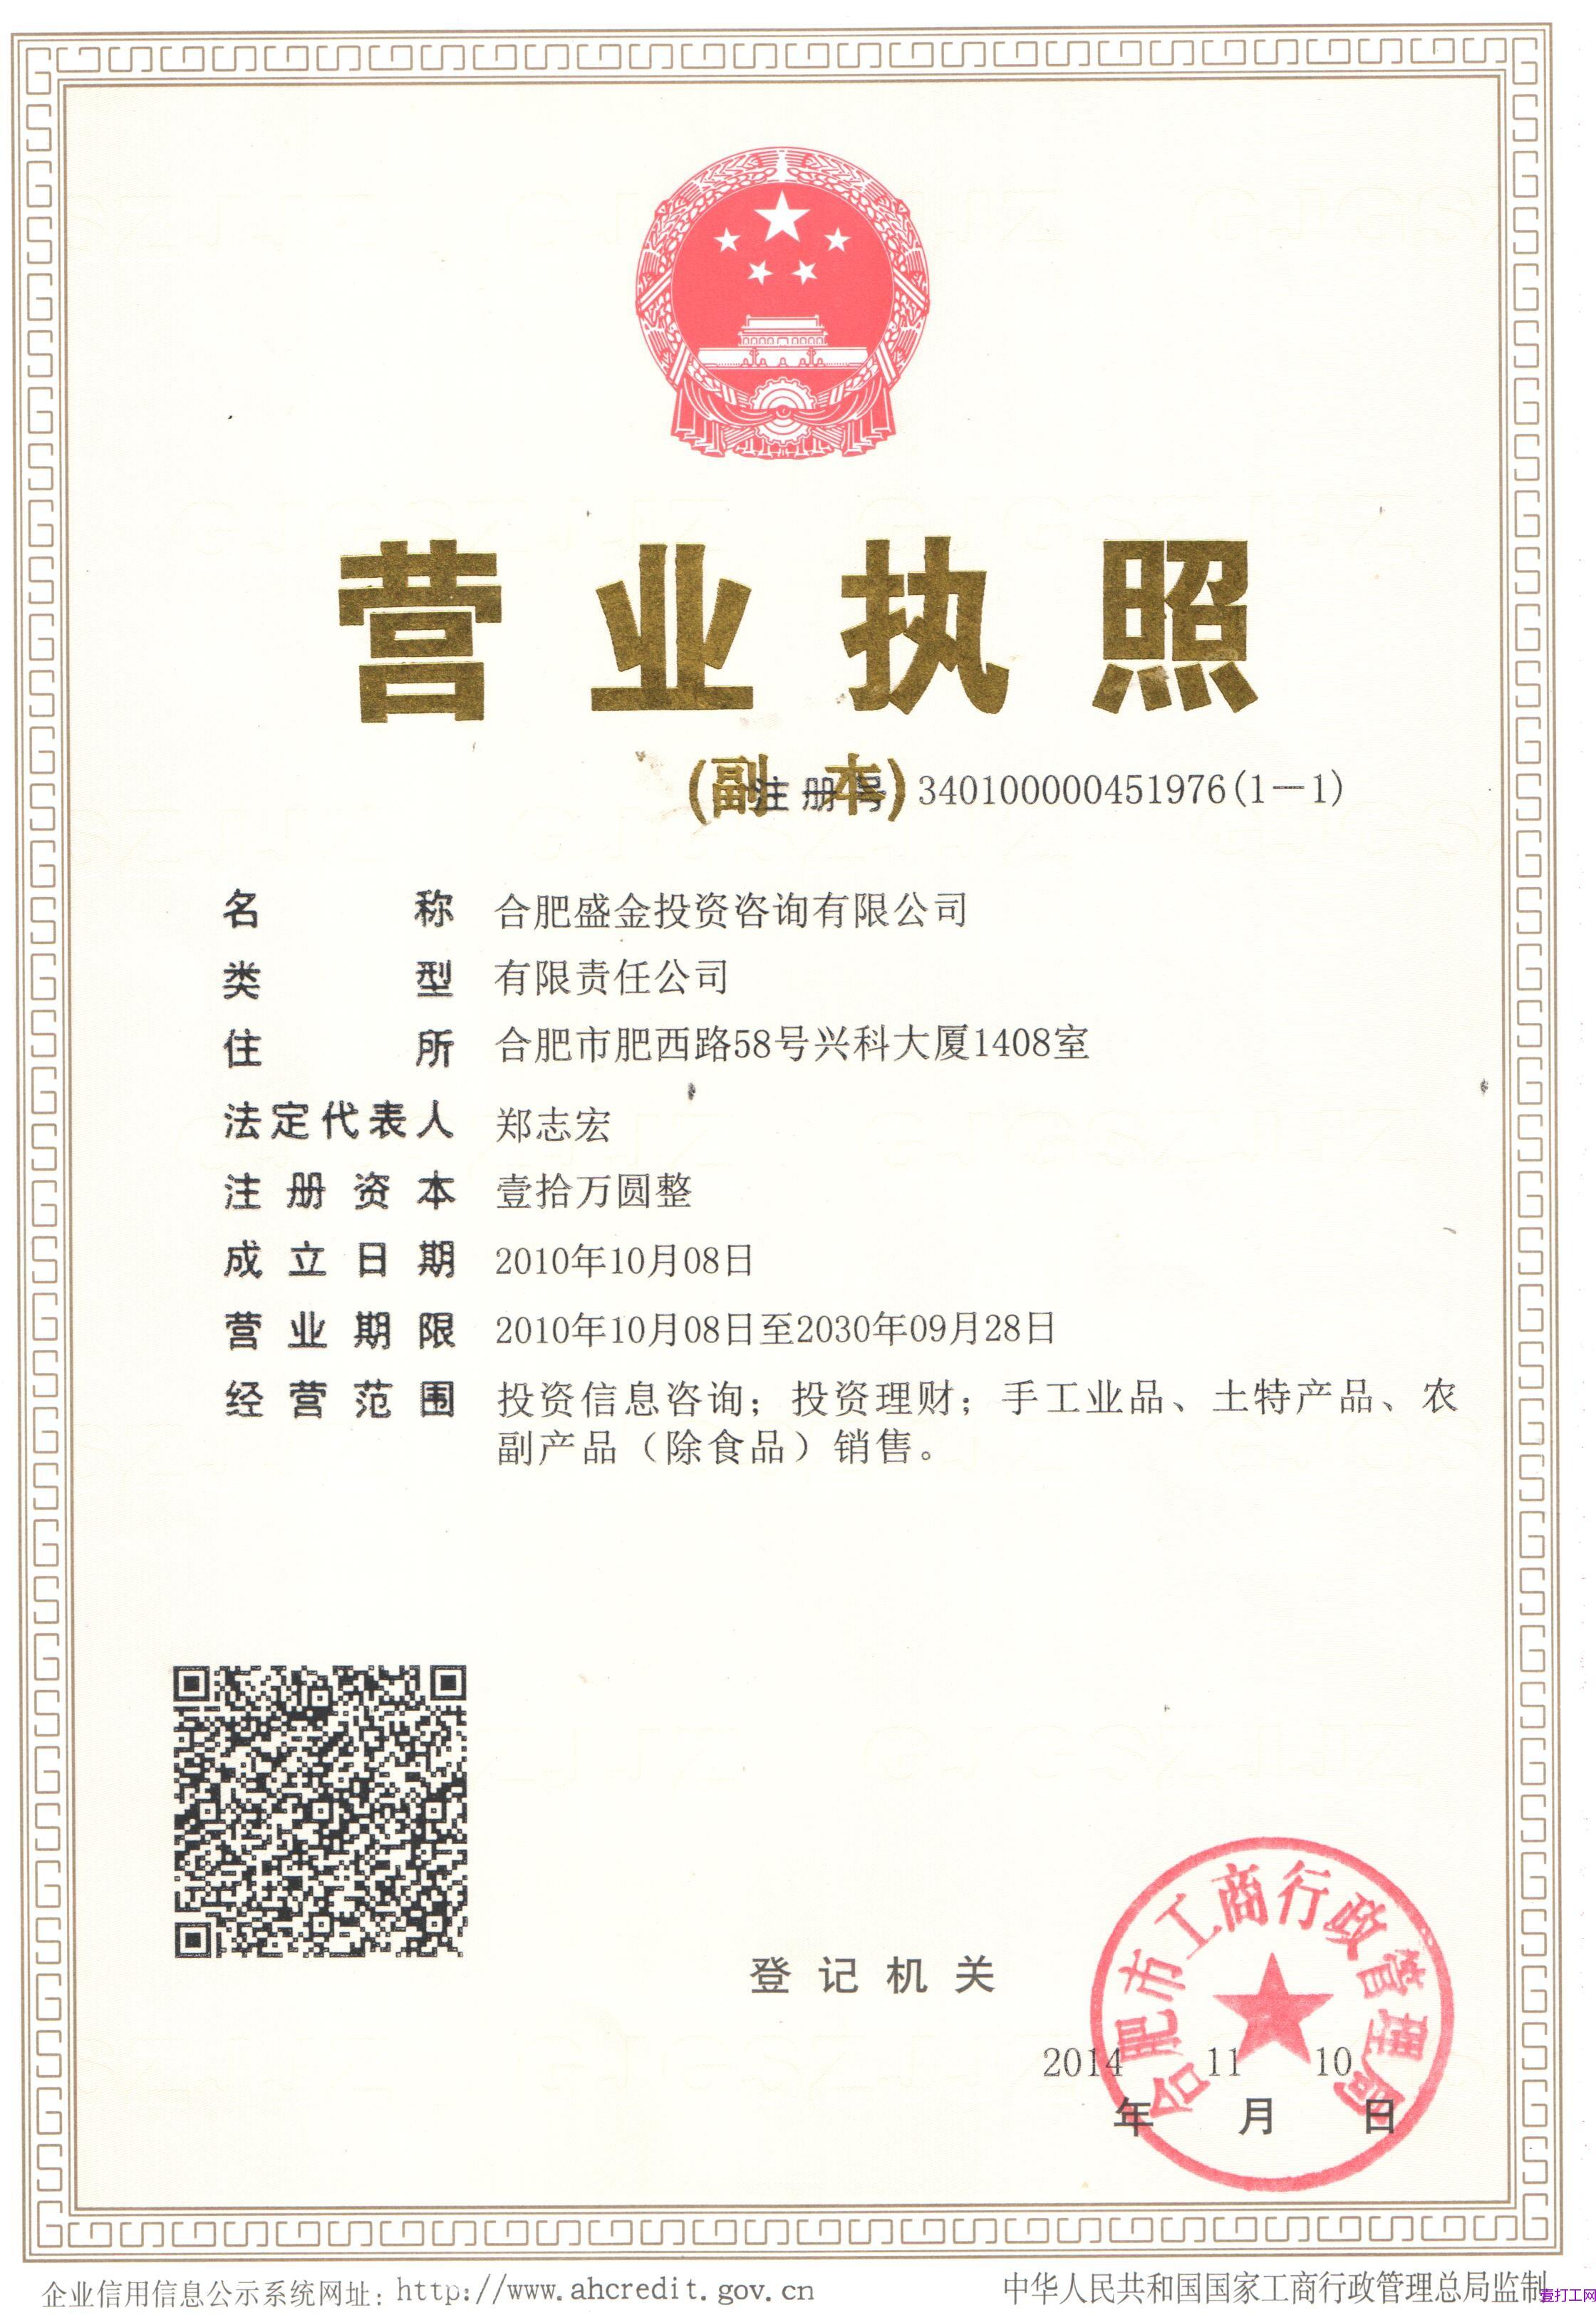 营业执照
(副 本)
注册号 340100000451976(1-1)
名称 合肥盛金投资咨询有限公司
类型 有限责任公司
住所 合肥市肥西路58号兴科大厦1408室
法定代表人 郑志宏
注册资本 壹拾万圆整
成立日期 2010年10月08日
营业期限 2010年10月08日至2030年09月28日
经营范围 投资信息咨询；投资理财；手工业品、土特产品、农
副产品（除食品）销售。
合肥市工商行政管理局
登记机关
2014 11 10
年 月 日
企业信用信息公示系统网址：http://www.ahcredit.gov.cn
中华人民共和国国家工商行政管理总局监制
壹打工网